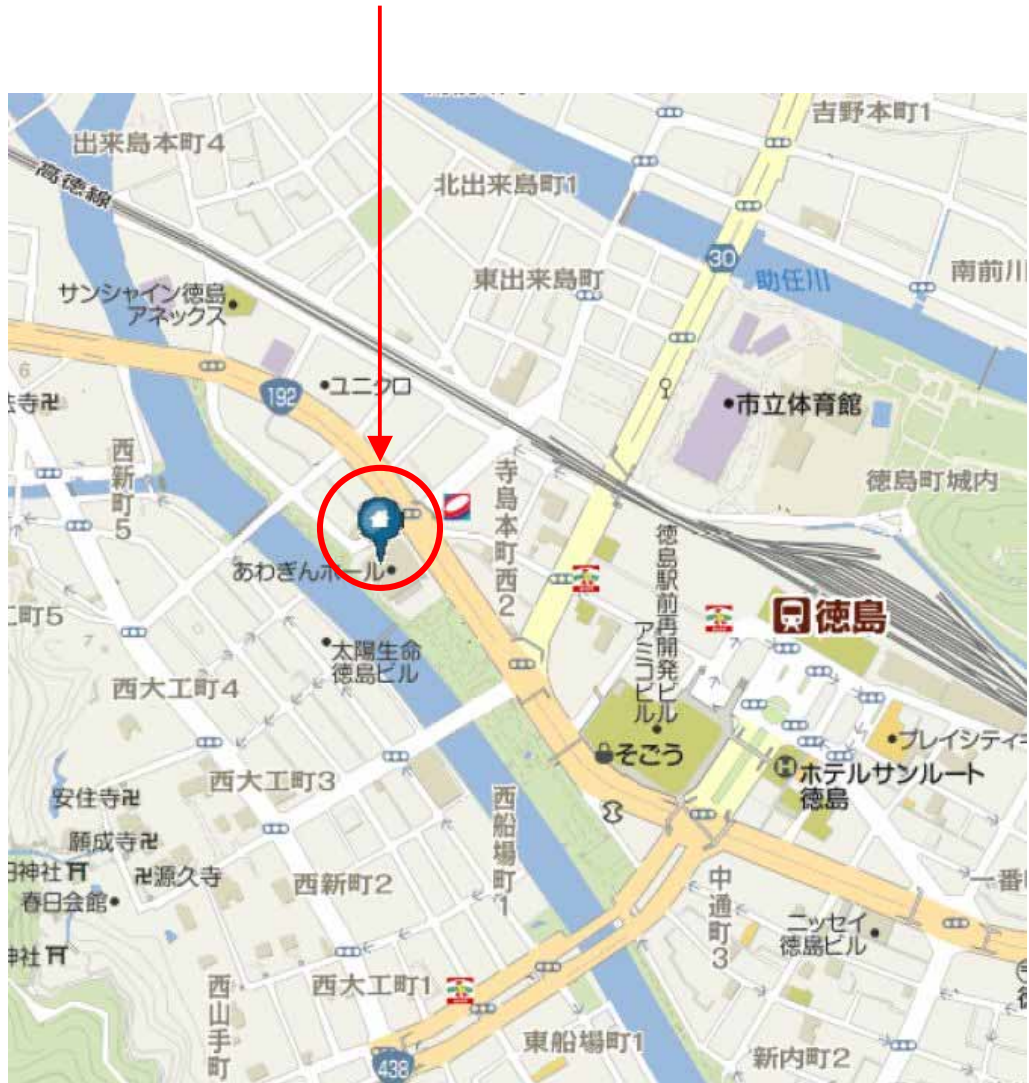 吉野本町1
出来島本町4
高徳線
北出来島町1
30
東出来島町
助任川
南前川
サンシャイン徳島
アネックス
6
192
ユニクロ
市立体育館
法寺卍
西新町5
寺島本町西2
徳島町城内
あわぎんホール
徳島駅前再開発ビル
アミコビル
徳島
工町5
太陽生命
徳島ビル
西大工町4
そごう
プレイシティキ
ホテルサンルート
徳島
西大工町3
安住寺卍
願成寺卍
西船場町1
日神社
卍源久寺
春日会館
西新町2
中通町3
一番
ニッセイ
徳島ビル
神社
西大工町1
西山手町
東船場町1
新内町2
438